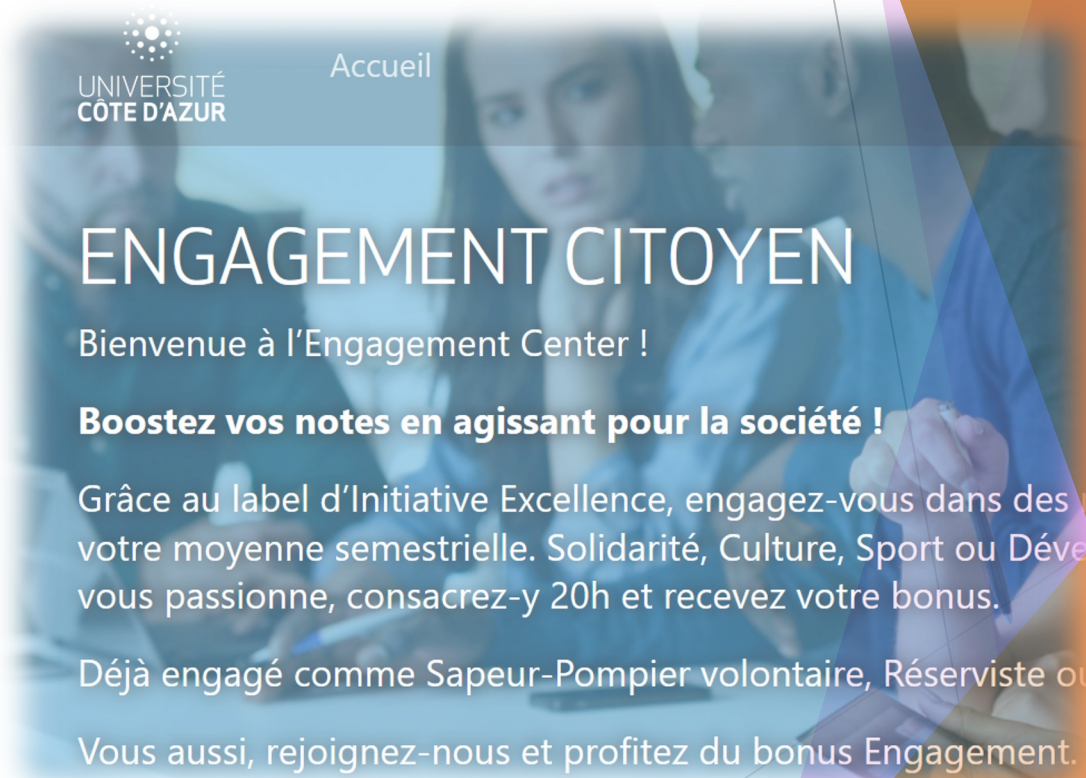 UNIVERSITÉ
CÔTE D'AZUR
Accueil
ENGAGEMENT CITOYEN
Bienvenue à l’Engagement Center !
Boostez vos notes en agissant pour la société !
Grâce au label d’Initiative Excellence, engagez-vous dans des
votre moyenne semestrielle. Solidarité, Culture, Sport ou Déve
vous passionne, consacrez-y 20h et recevez votre bonus.
Déjà engagé comme Sapeur-Pompier volontaire, Réserviste ou
Vous aussi, rejoignez-nous et profitez du bonus Engagement.